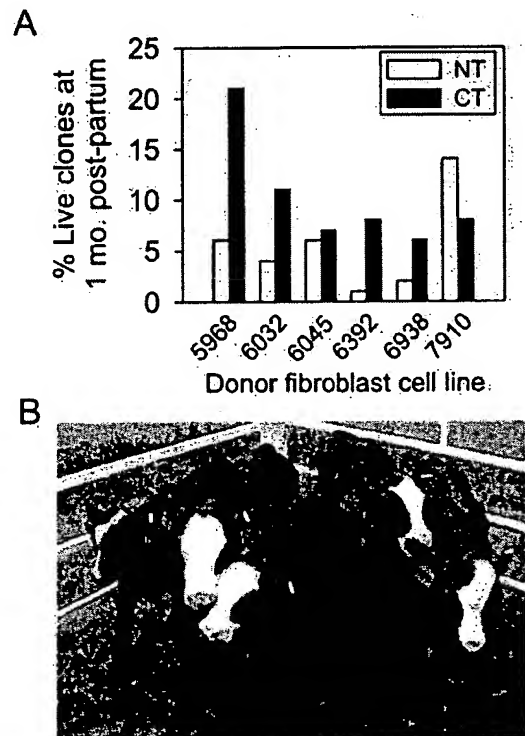 A
% Live clones at
1 mo. post-partum
25
20
15
10
5
0
NT
CT
5968
6032
6045
6392
6938
7910
Donor fibroblast cell line
B